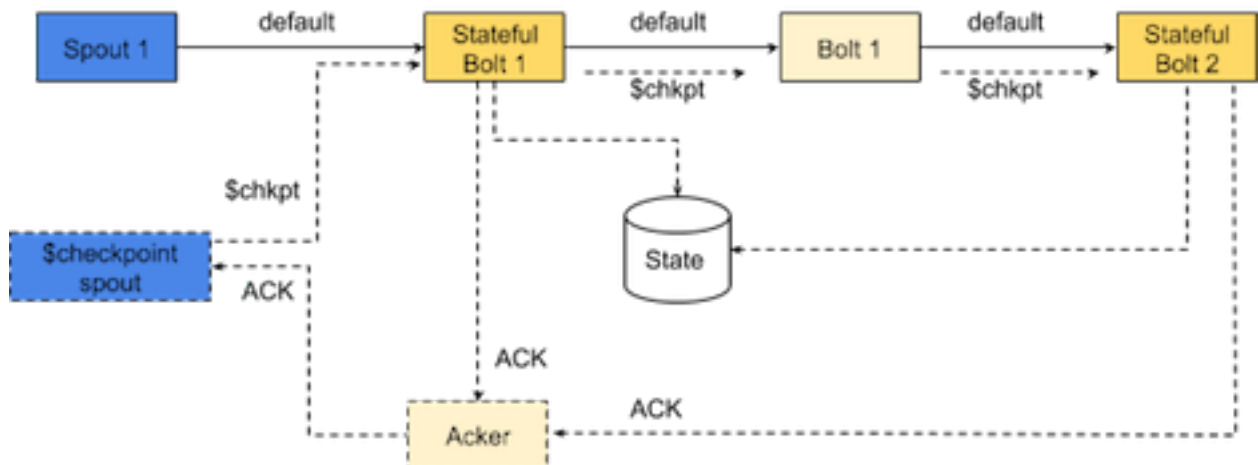 default
default
default
Spout 1
Stateful
Bolt 1
Bolt 1
Stateful
Bolt 2
$chkpt
$chkpt
$chkpt
$checkpoint
spout
State
ACK
ACK
ACK
Acker